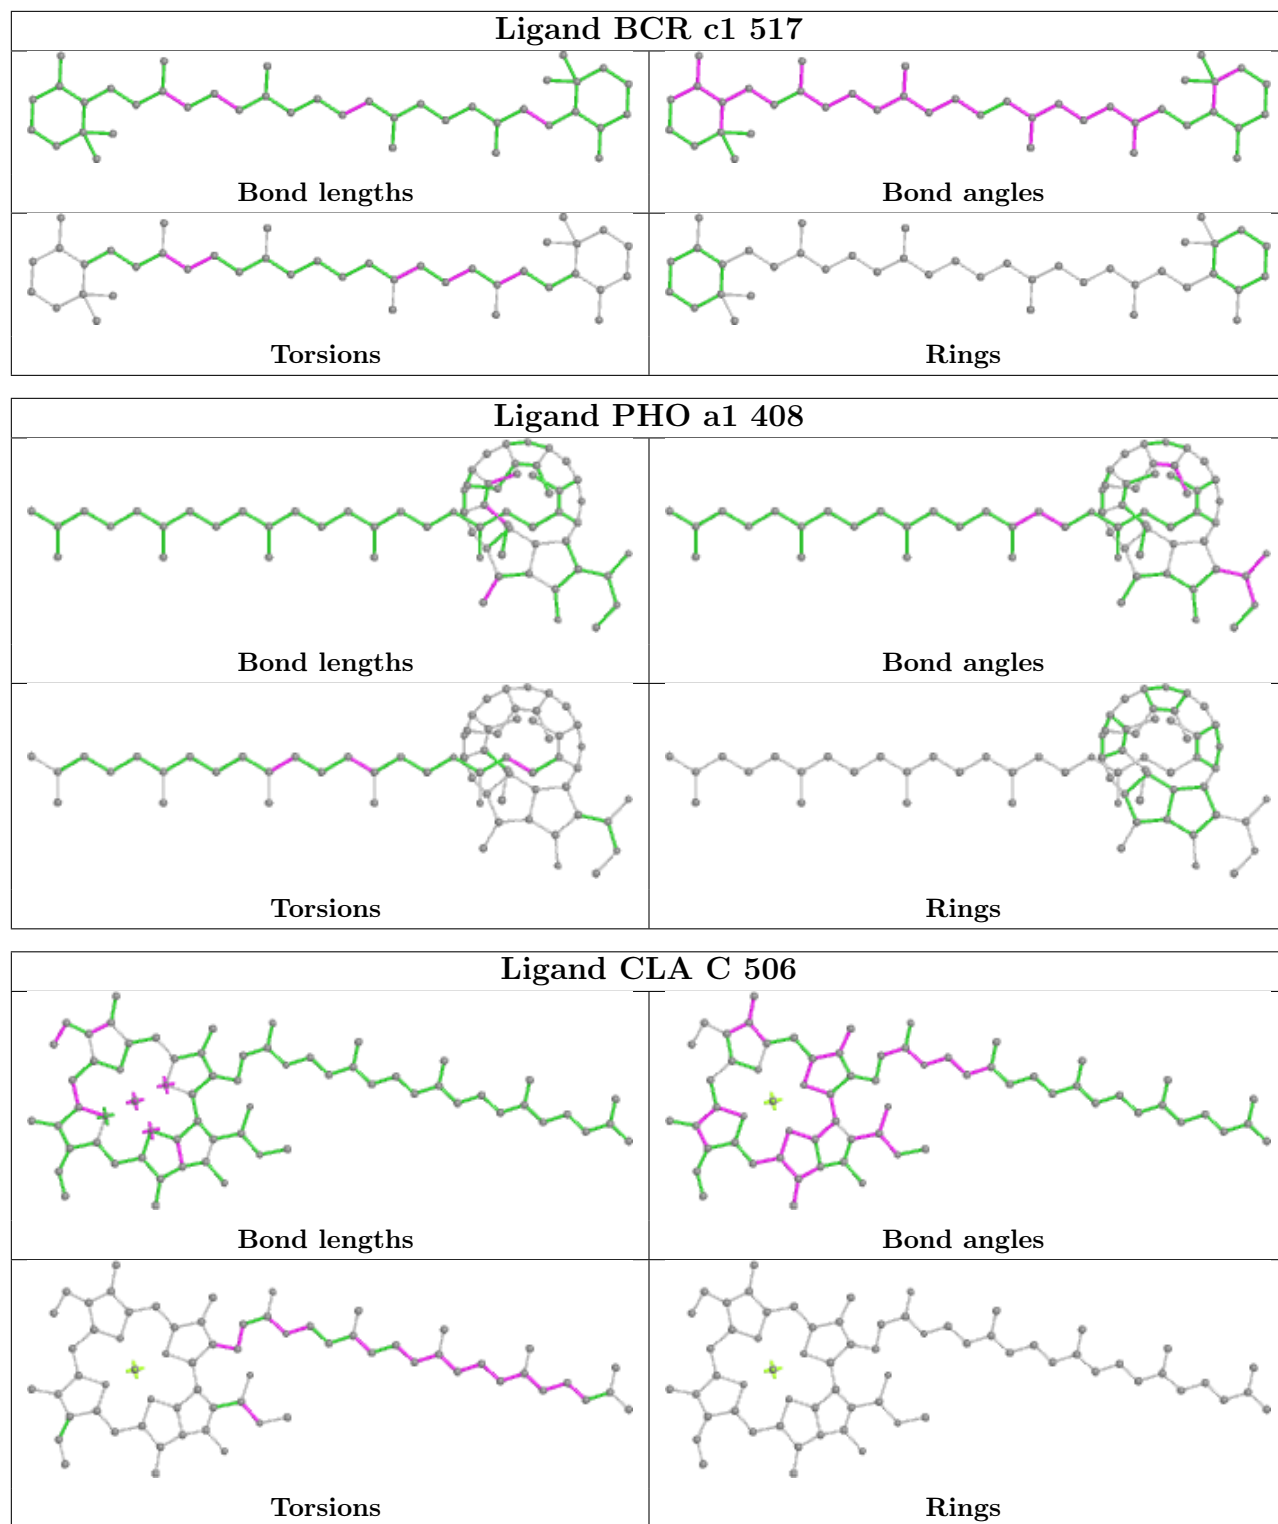 Ligand BCR c1 517
Bond lengths
Bond angles
Torsions
Rings
Ligand PHO a1 408
Bond lengths
Bond angles
Torsions
Rings
Ligand CLA C 506
Bond lengths
Bond angles
Torsions
Rings